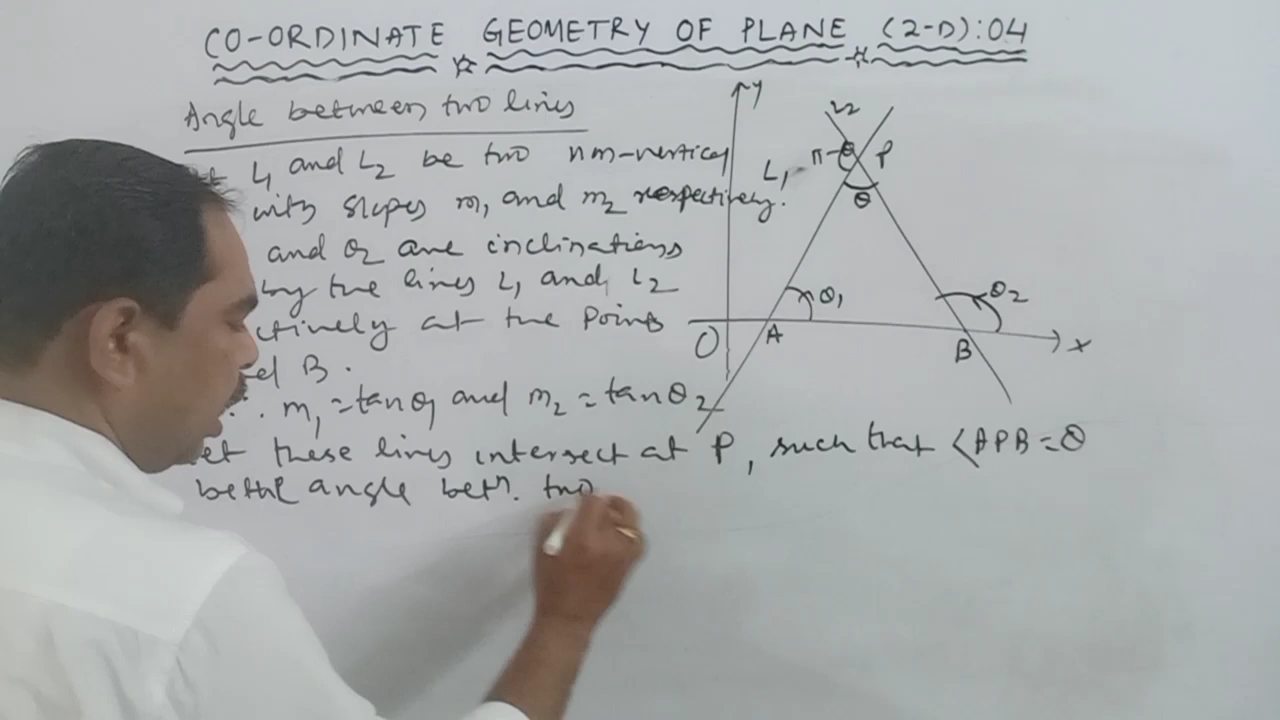 CO-ORDINATE GEOMETRY OF PLANE (2-D):04
Angle between two lines
L1 and L2 be two non-vertical
with slopes m1 and m2 respectively.
and θ2 are inclinations
by the lines L1 and L2
ctively at the points
B.
∴ m1 = tanθ1 and m2 = tanθ2
et these lines intersect at P, such that ∠APB = θ
be the angle betn. two
y
L2
π-θ
P
L1
θ
θ1
θ2
O
A
B
x